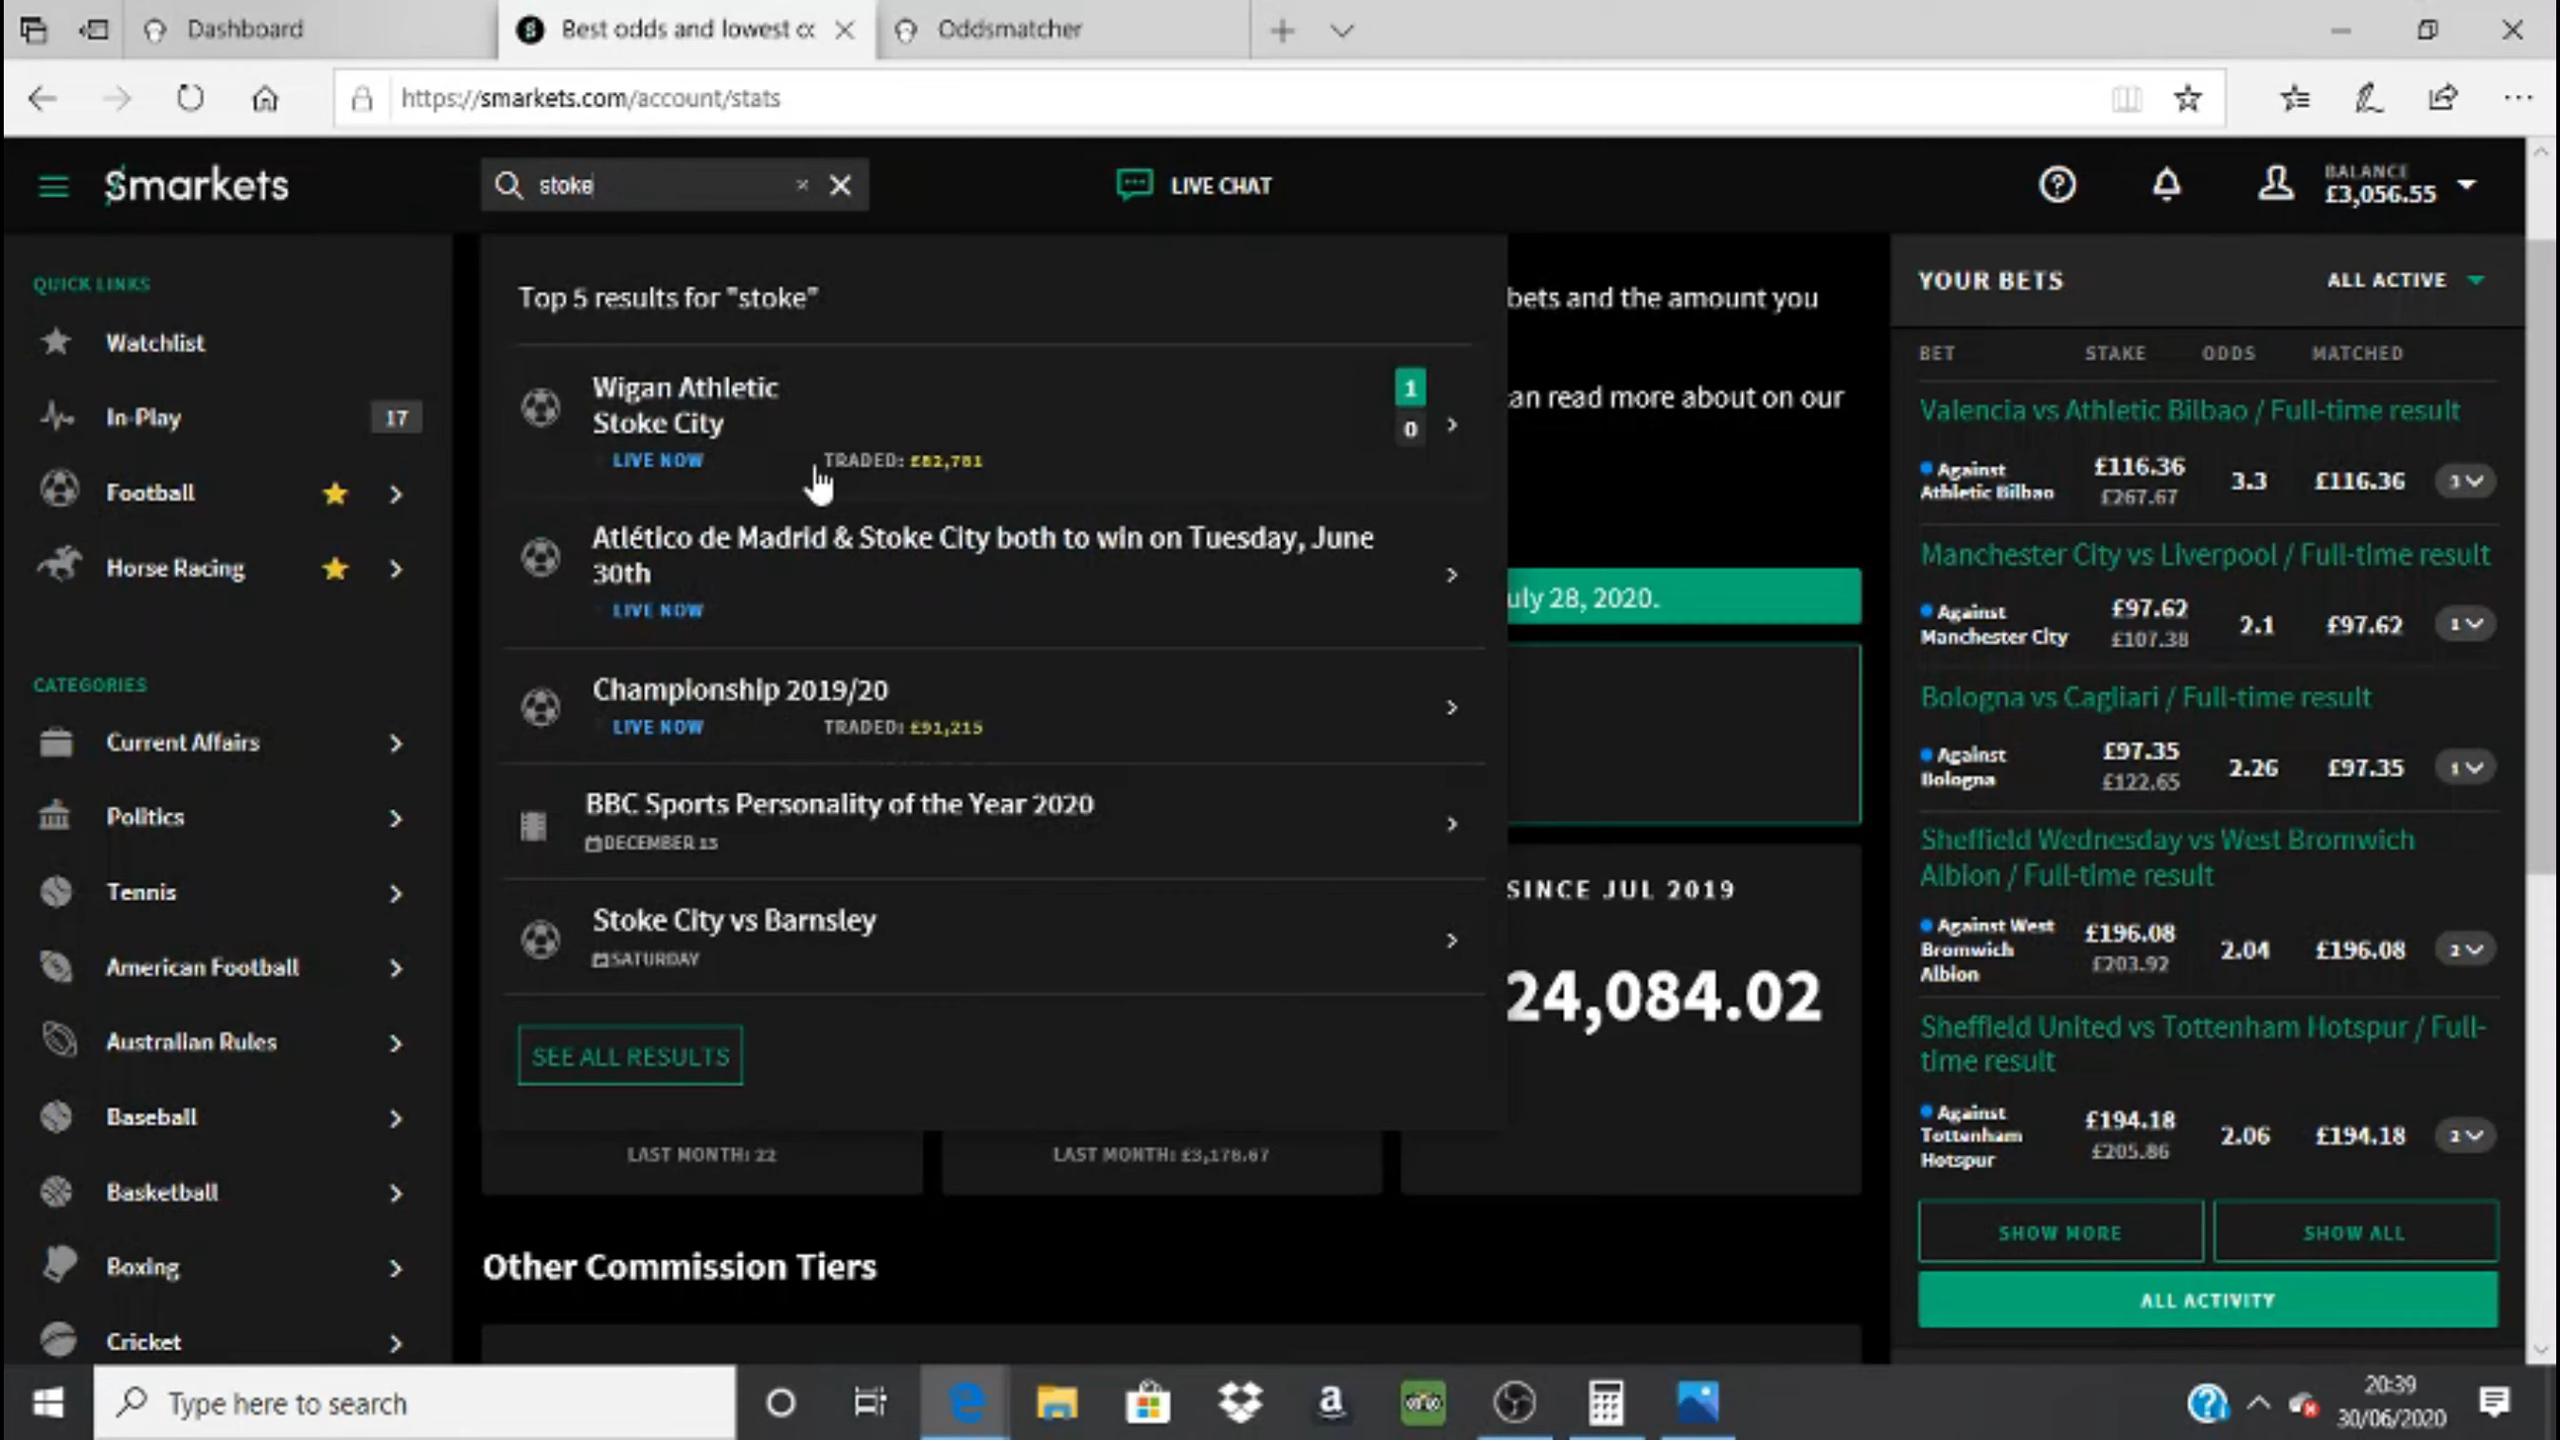 Dashboard
Best odds and lowest cc
Oddsmatcher
https://smarkets.com/account/stats
Smarkets
stoke
LIVE CHAT
BALANCE
£3,056.55
QUICK LINKS
Watchlist
In-Play
17
Football
Horse Racing
CATEGORIES
Current Affairs
Politics
Tennis
American Football
Australian Rules
Baseball
Basketball
Boxing
Cricket
Top 5 results for "stoke"
Wigan Athletic
1
Stoke City
0
LIVE NOW
TRADED: £82,781
Atlético de Madrid & Stoke City both to win on Tuesday, June
30th
LIVE NOW
Championship 2019/20
LIVE NOW
TRADED: £91,215
BBC Sports Personality of the Year 2020
DECEMBER 13
Stoke City vs Barnsley
SATURDAY
SEE ALL RESULTS
bets and the amount you
an read more about on our
uly 28, 2020.
SINCE JUL 2019
24,084.02
LAST MONTH: 22
LAST MONTH: £3,178.67
Other Commission Tiers
YOUR BETS
ALL ACTIVE
BET STAKE ODDS MATCHED
Valencia vs Athletic Bilbao / Full-time result
Against
Athletic Bilbao
£116.36
£267.67
3.3
£116.36
3
Manchester City vs Liverpool / Full-time result
Against
Manchester City
£97.62
£107.38
2.1
£97.62
1
Bologna vs Cagliari / Full-time result
Against
Bologna
£97.35
£122.65
2.26
£97.35
1
Sheffield Wednesday vs West Bromwich
Albion / Full-time result
Against West
Bromwich
Albion
£196.08
£203.92
2.04
£196.08
2
Sheffield United vs Tottenham Hotspur / Full-
time result
Against
Tottenham
Hotspur
£194.18
£205.86
2.06
£194.18
2
SHOW MORE
SHOW ALL
ALL ACTIVITY
Type here to search
20:39
30/06/2020